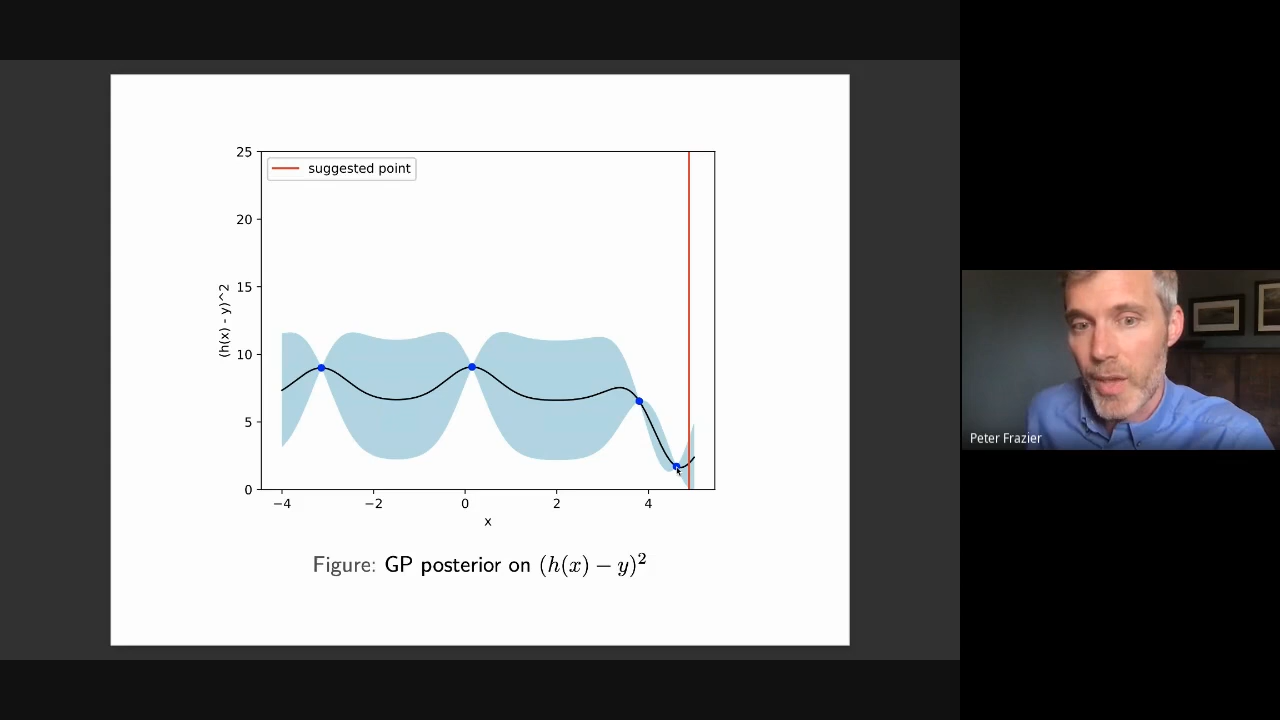 25
suggested point
20
15
10
5
0
(h(x) - y)^2
−4 −2 0 2 4
x
Figure: GP posterior on (h(x) − y)²
Peter Frazier